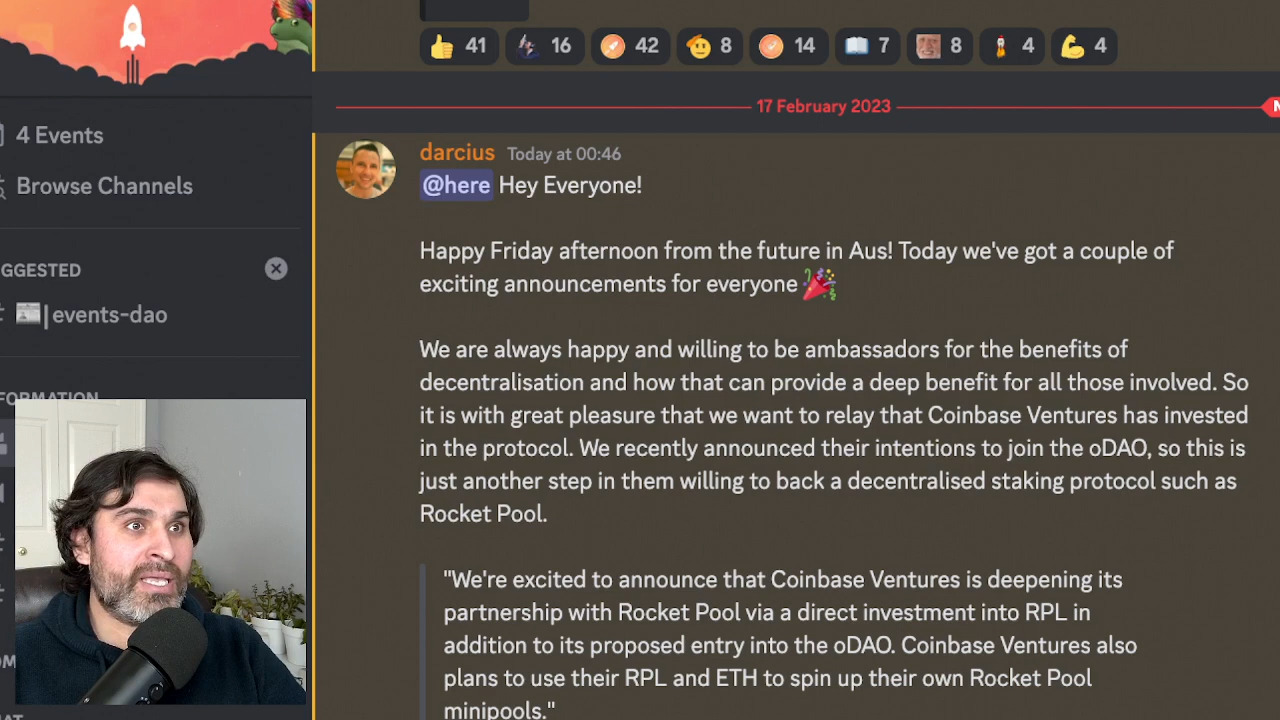 41 16 42 8 14 7 8 4 4
17 February 2023
4 Events
Browse Channels
GGESTED
events-dao
FORMATION
darcius Today at 00:46
@here Hey Everyone!
Happy Friday afternoon from the future in Aus! Today we've got a couple of
exciting announcements for everyone
We are always happy and willing to be ambassadors for the benefits of
decentralisation and how that can provide a deep benefit for all those involved. So
it is with great pleasure that we want to relay that Coinbase Ventures has invested
in the protocol. We recently announced their intentions to join the oDAO, so this is
just another step in them willing to back a decentralised staking protocol such as
Rocket Pool.
"We're excited to announce that Coinbase Ventures is deepening its
partnership with Rocket Pool via a direct investment into RPL in
addition to its proposed entry into the oDAO. Coinbase Ventures also
plans to use their RPL and ETH to spin up their own Rocket Pool
minipools."